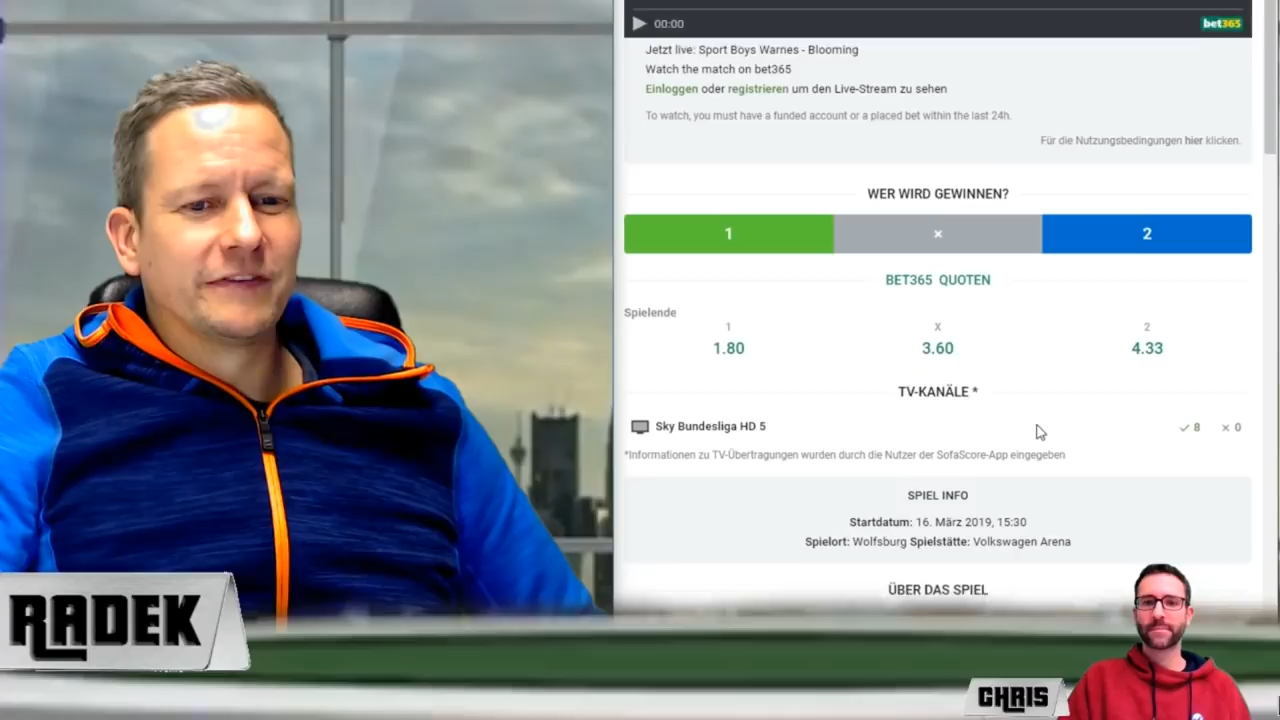 00:00
bet365
Jetzt live: Sport Boys Warnes - Blooming
Watch the match on bet365
Einloggen oder registrieren um den Live-Stream zu sehen
To watch, you must have a funded account or a placed bet within the last 24h.
Für die Nutzungsbedingungen hier klicken.
WER WIRD GEWINNEN?
1 × 2
BET365 QUOTEN
Spielende
1 X 2
1.80 3.60 4.33
TV-KANÄLE *
Sky Bundesliga HD 5
8 0
*Informationen zu TV-Übertragungen wurden durch die Nutzer der SofaScore-App eingegeben
SPIEL INFO
Startdatum: 16. März 2019, 15:30
Spielort: Wolfsburg Spielstätte: Volkswagen Arena
ÜBER DAS SPIEL
RADEK
CHRIS